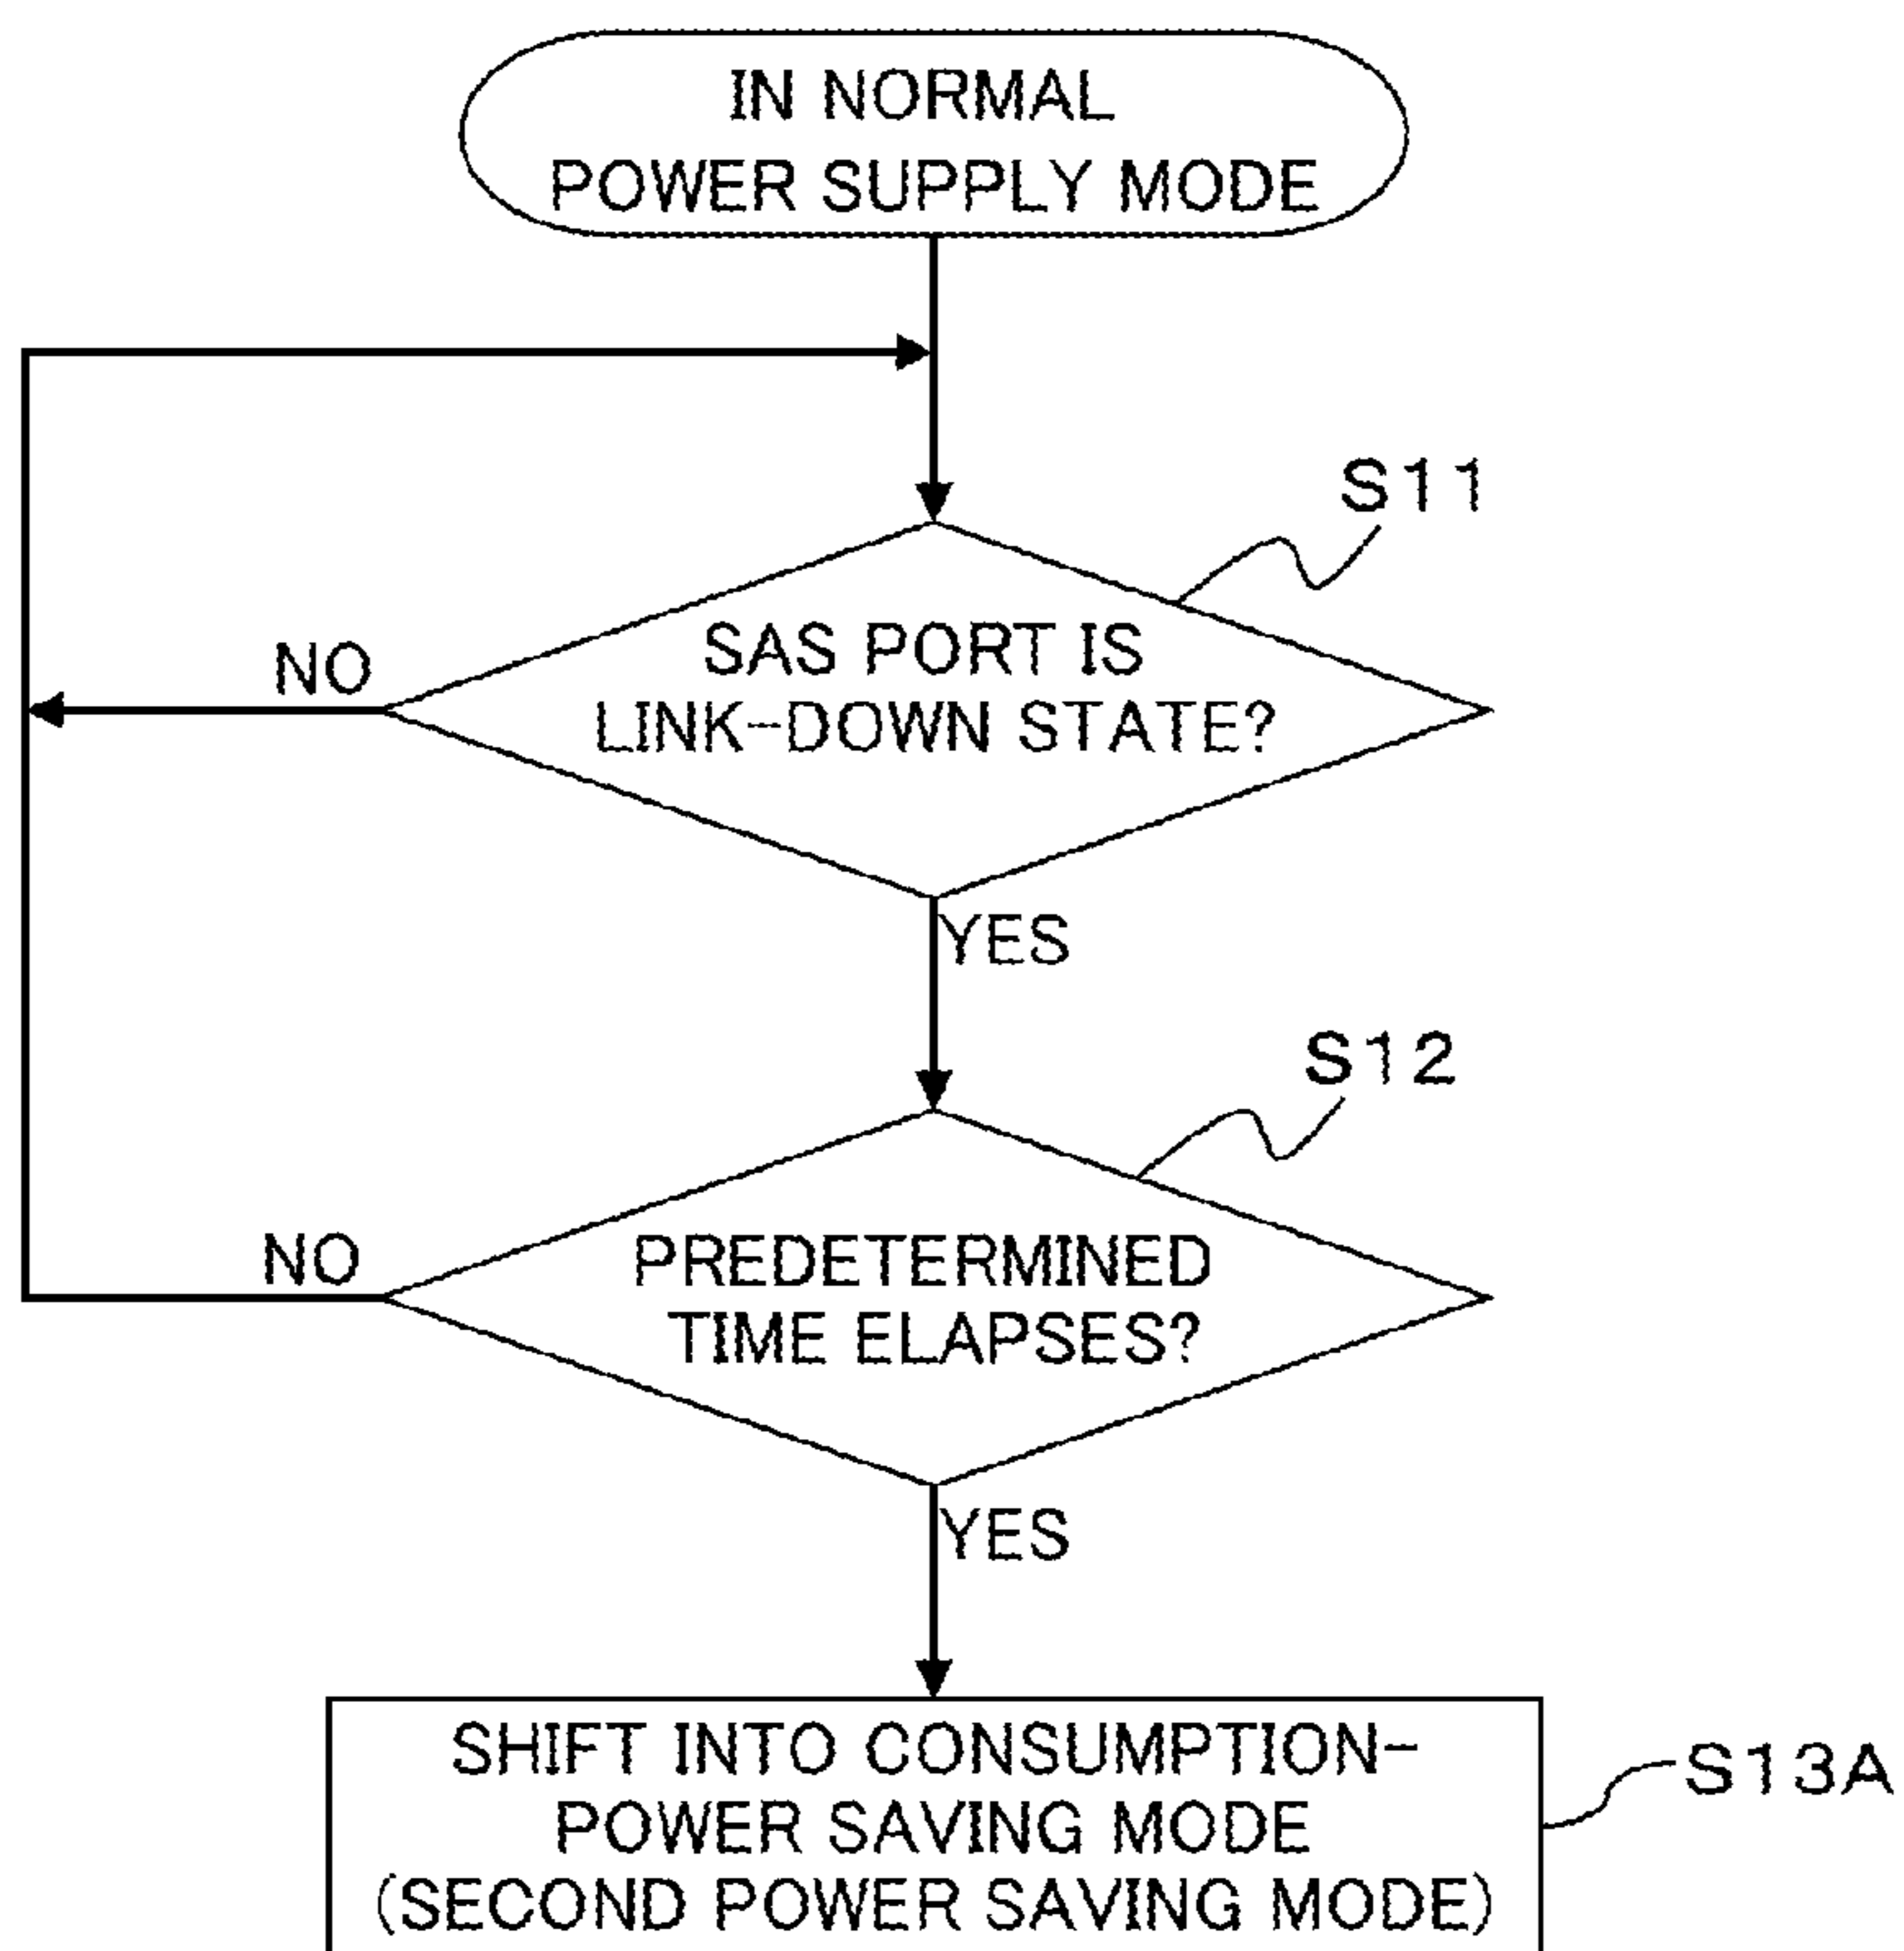 IN NORMAL
POWER SUPPLY MODE
S11
SAS PORT IS
LINK-DOWN STATE?
NO
YES
S12
PREDETERMINED
TIME ELAPSES?
NO
YES
SHIFT INTO CONSUMPTION-
POWER SAVING MODE
(SECOND POWER SAVING MODE)
S13A